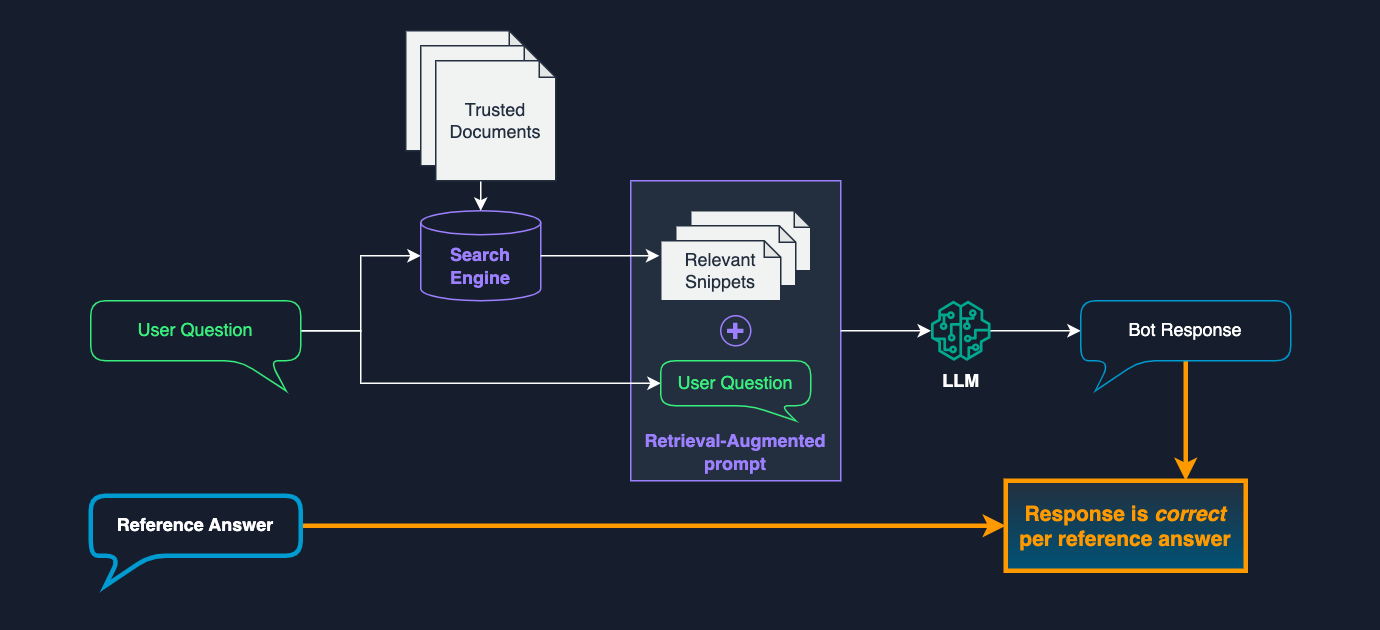 Trusted
Documents
Search
Engine
Relevant
Snippets
User Question
LLM
Bot Response
User Question
Retrieval-Augmented
prompt
Reference Answer
Response is correct
per reference answer